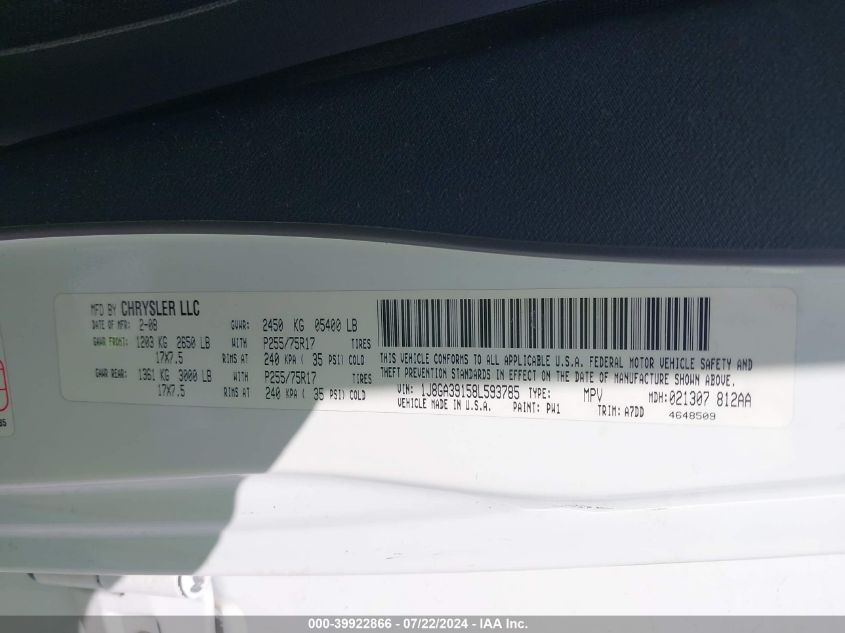 MFD BY CHRYSLER LLC
DATE OF MFR: 2-08 GVWR: 2450 KG 05400 LB
GAWR FRONT: 1203 KG 2650 LB WITH P255/75R17 TIRES
17X7.5 RIMS AT 240 KPA ( 35 PSI) COLD
GAWR REAR: 1361 KG 3000 LB WITH P255/75R17 TIRES
17X7.5 RIMS AT 240 KPA ( 35 PSI) COLD
THIS VEHICLE CONFORMS TO ALL APPLICABLE U.S.A. FEDERAL MOTOR VEHICLE SAFETY AND
THEFT PREVENTION STANDARDS IN EFFECT ON THE DATE OF MANUFACTURE SHOWN ABOVE.
VIN: 1J8GA39158L593785 TYPE: MPV MDH: 021307 812AA
VEHICLE MADE IN U.S.A. PAINT: PW1 TRIM: A7DD 4648509
000-39922866 - 07/22/2024 - IAA Inc.